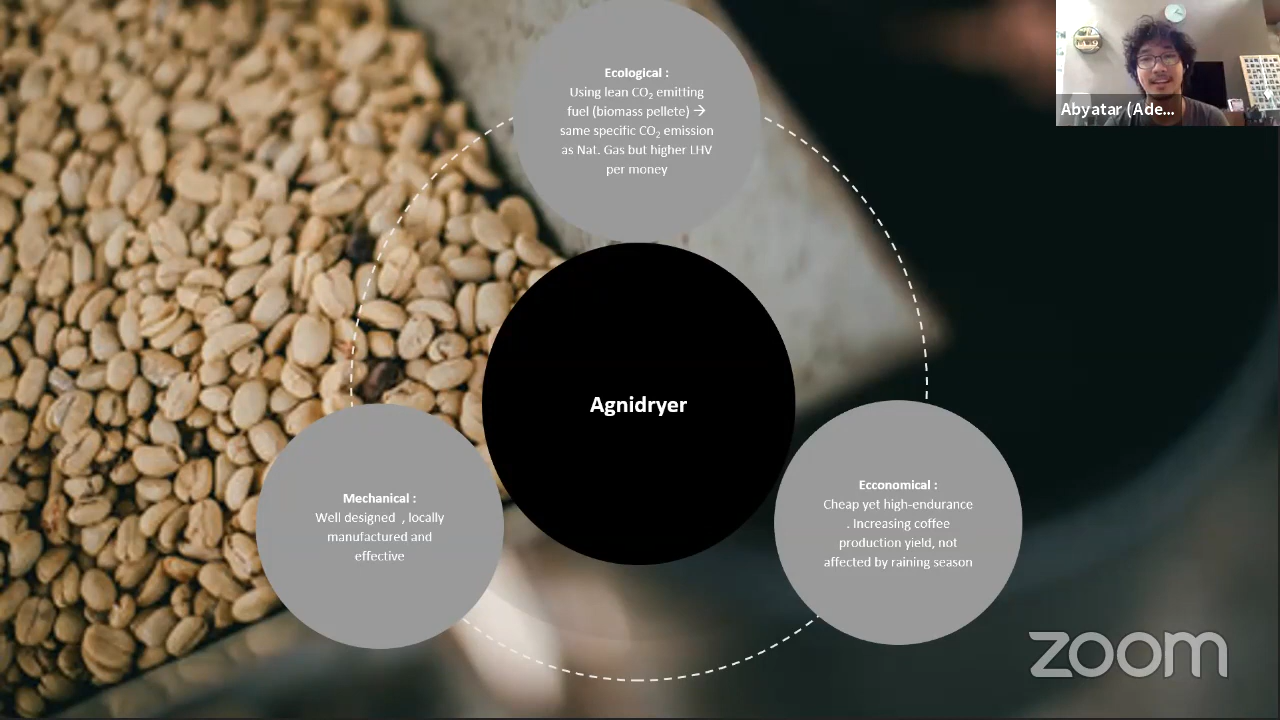 Ecological :
Using lean CO₂ emitting
fuel (biomass pellete) →
same specific CO₂ emission
as Nat. Gas but higher LHV
per money
Abyatar (Ade...
Agnidryer
Mechanical :
Well designed  , locally
manufactured and
effective
Ecconomical :
Cheap yet high-endurance
. Increasing coffee
production yield, not
affected by raining season
zoom